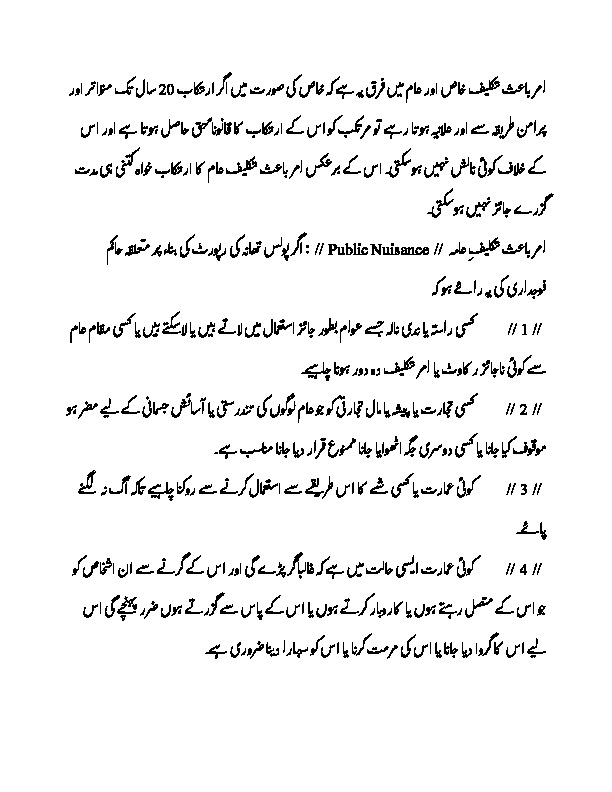 امر باعث تکلیف خاص اور عام میں فرق یہ ہے کہ خاص کی صورت میں اگر ارتکاب 20 سال تک متواتر اور
پرامن طریقہ سے اور علانیہ ہوتا رہے تو مرتکب کو اس کے ارتکاب کا قانوناً حق حاصل ہوتا ہے اور اس
کے خلاف کوئی نالش نہیں ہو سکتی۔ اس کے برعکس امر باعث تکلیف عام کا ارتکاب خواہ کتنی ہی مدت
گزرے جائز نہیں ہو سکتی۔
امر باعث تکلیفِ عامہ // Public Nuisance // : اگر پولس تھانہ کی رپورٹ کی بناء پر متعلقہ حاکم
فوجداری کی یہ رائے ہو کہ
// 1 // کسی راستہ یا ندی نالہ جسے عوام بطور جائز استعمال میں لاتے ہیں یا لا سکتے ہیں یا کسی مقام عام
سے کوئی ناجائز رکاوٹ یا امر تکلیف دہ دور ہونا چاہیے۔
// 2 // کسی تجارت یا پیشہ یا مال تجارتی کو جو عام لوگوں کی تندرستی یا آسائش جسمانی کے لیے مضر ہو
موقوف کیا جانا یا کسی دوسری جگہ اٹھوایا جانا ممنوع قرار دیا جانا مناسب ہے۔
// 3 // کوئی عمارت یا کسی شے کا اس طریقے سے استعمال کرنے سے روکنا چاہیے تاکہ آگ نہ لگنے
پائے۔
// 4 // کوئی عمارت ایسی حالت میں ہے کہ غالباً گر پڑے گی اور اس کے گرنے سے ان اشخاص کو
جو اس کے متصل رہتے ہوں یا کاروبار کرتے ہوں یا اس کے پاس سے گزرتے ہوں ضرر پہنچے گی اس
لیے اس کا گروا دیا جانا یا اس کی مرمت کرنا یا اس کو سہارا دینا ضروری ہے۔